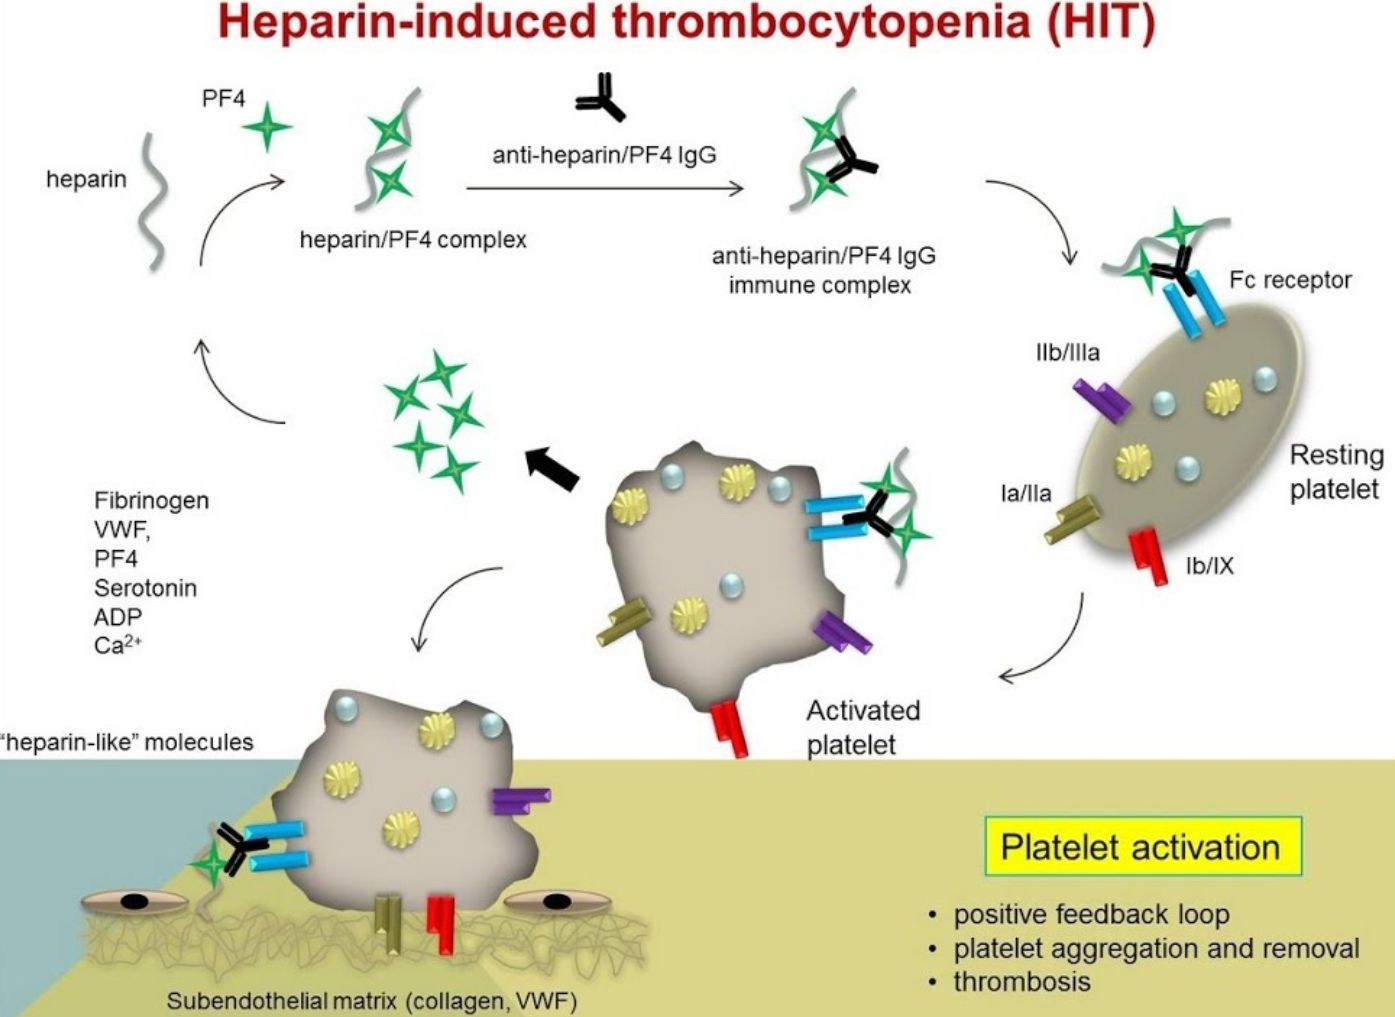 Heparin-induced thrombocytopenia (HIT)
PF4
heparin
heparin/PF4 complex
anti-heparin/PF4 IgG
anti-heparin/PF4 IgG
immune complex
Fc receptor
IIb/IIIa
Ia/IIa
Ib/IX
Resting
platelet
Activated
platelet
Fibrinogen
VWF,
PF4
Serotonin
ADP
Ca²⁺
"heparin-like” molecules
Subendothelial matrix (collagen, VWF)
Platelet activation
• positive feedback loop
• platelet aggregation and removal
• thrombosis